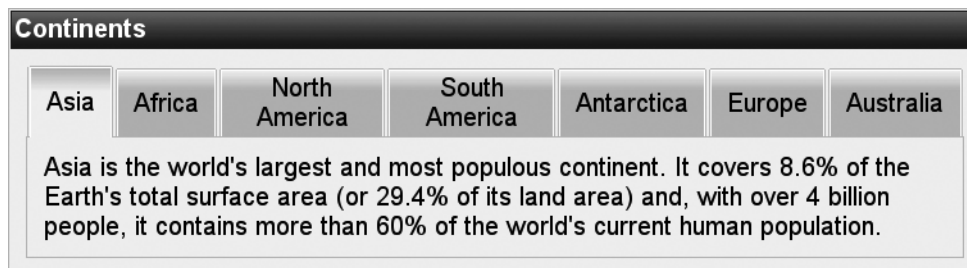 Continents
Asia
Africa
North
America
South
America
Antarctica
Europe
Australia
Asia is the world's largest and most populous continent. It covers 8.6% of the
Earth's total surface area (or 29.4% of its land area) and, with over 4 billion
people, it contains more than 60% of the world's current human population.